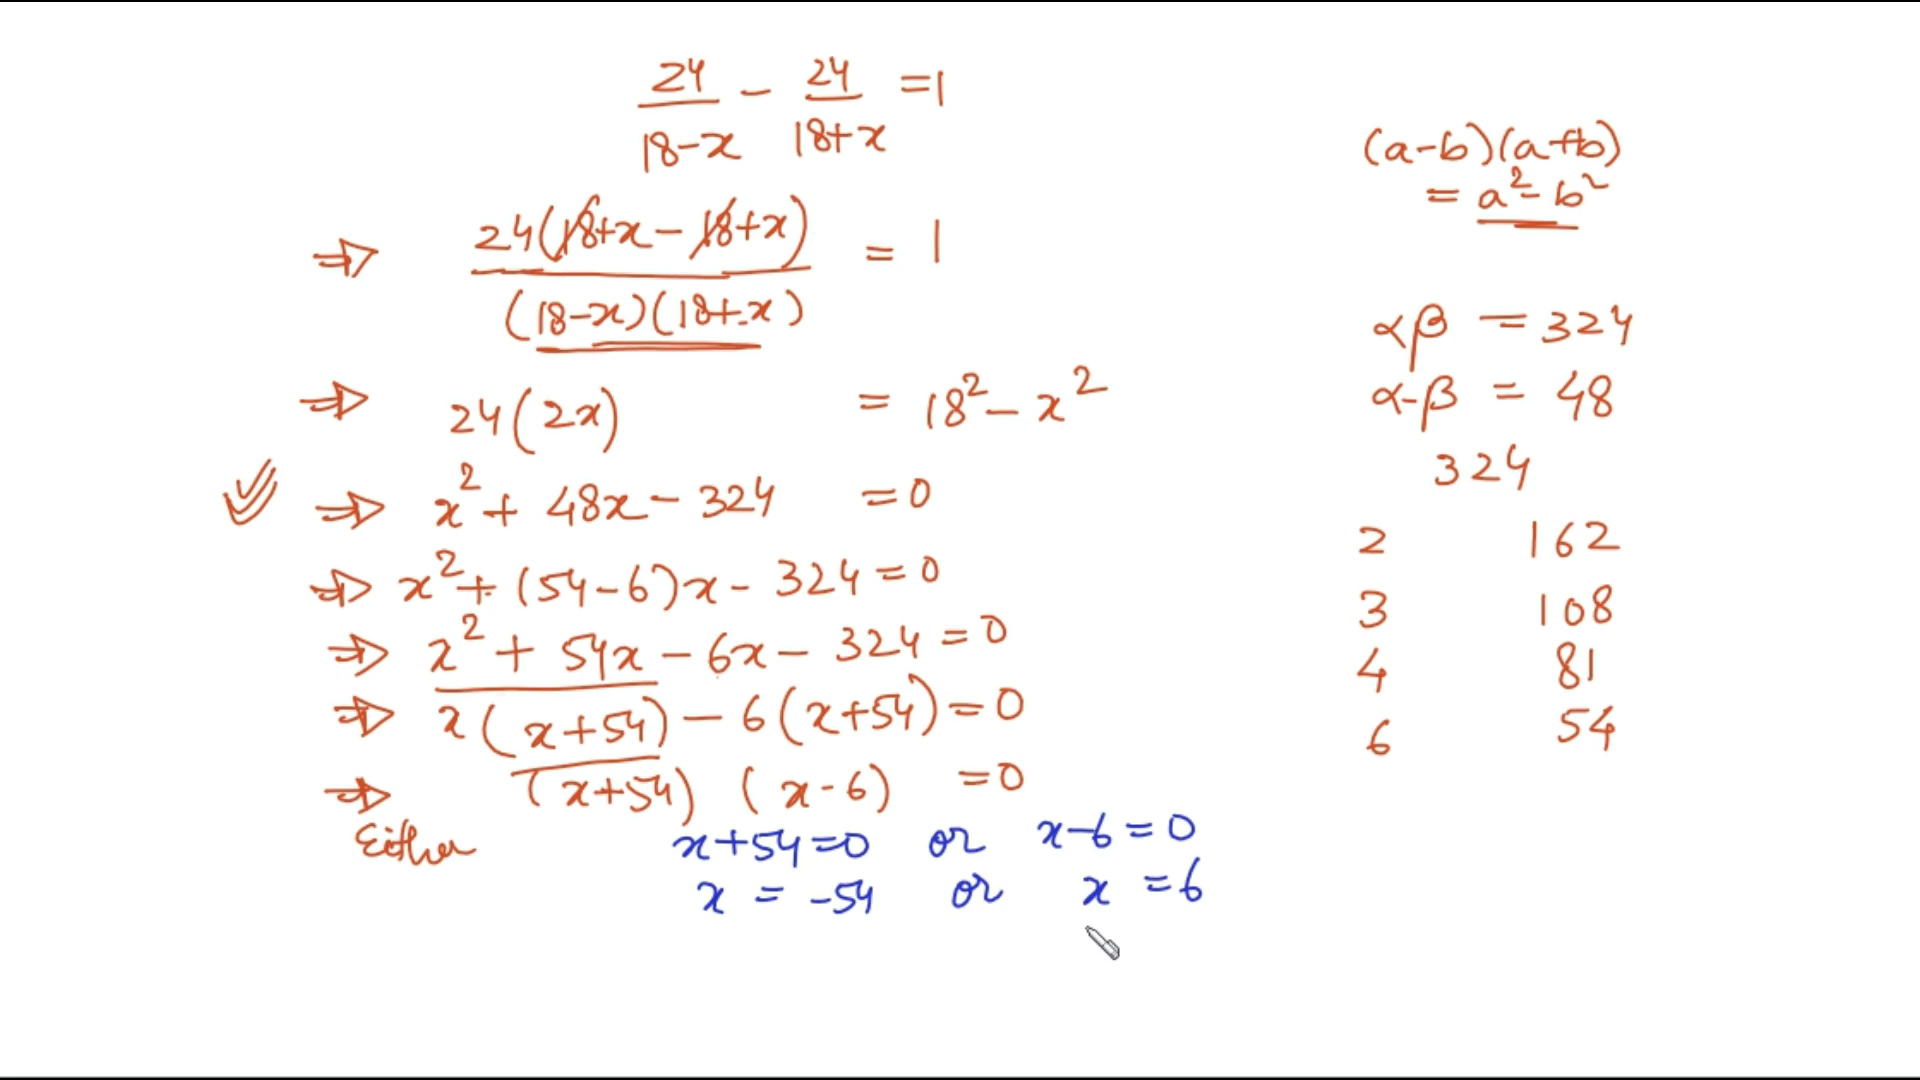 24/(18-x) - 24/(18+x) = 1
⇒ 24(18+x-18+x)/((18-x)(18+x)) = 1
⇒ 24(2x) = 18² - x²
⇒ x² + 48x - 324 = 0
⇒ x² + (54-6)x - 324 = 0
⇒ x² + 54x - 6x - 324 = 0
⇒ x(x+54) - 6(x+54) = 0
⇒ (x+54) (x-6) = 0
Either x+54=0 or x-6=0
x = -54 or x = 6
(a-b)(a+b)
= a² - b²
αβ = 324
α-β = 48
324
2 162
3 108
4 81
6 54